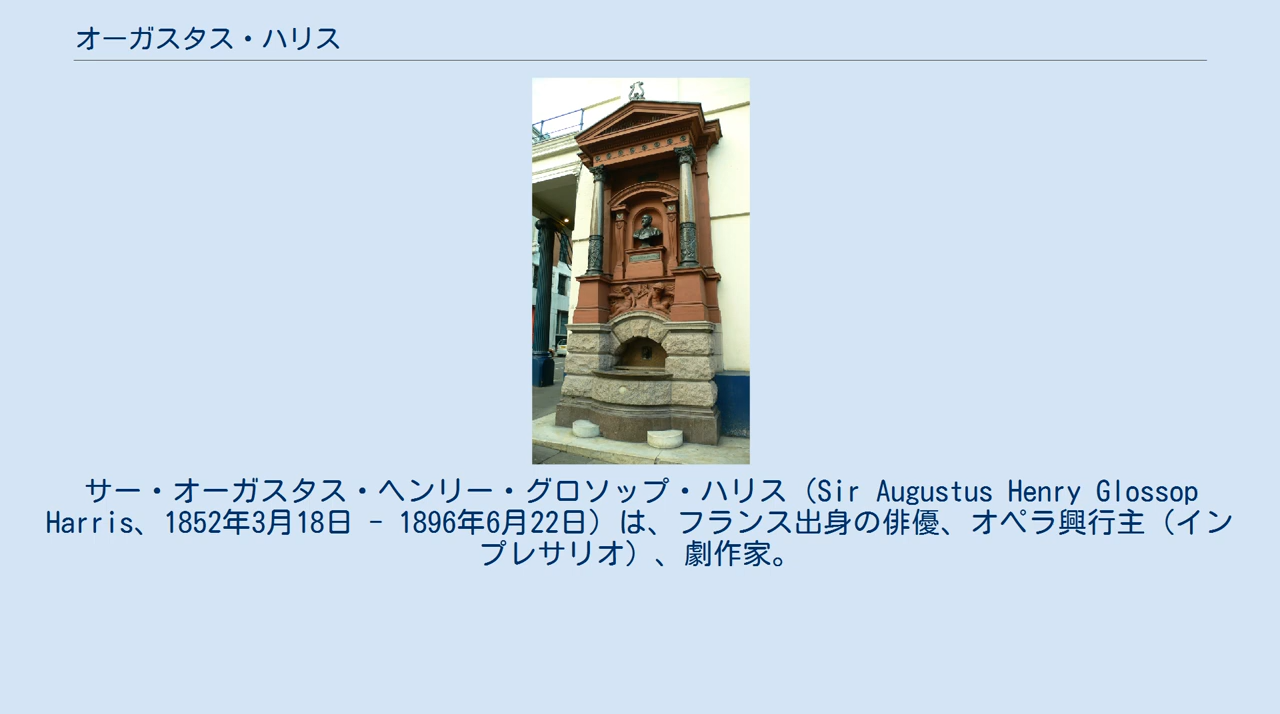 オーガスタス・ハリス
サー・オーガスタス・ヘンリー・グロソップ・ハリス（Sir Augustus Henry Glossop
Harris、1852年3月18日 - 1896年6月22日）は、フランス出身の俳優、オペラ興行主（イン
プレサリオ）、劇作家。